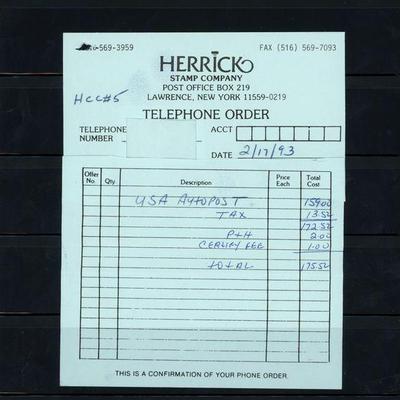 569-3959 FAX (516) 569-7093
HERRICK
STAMP COMPANY
POST OFFICE BOX 219
LAWRENCE, NEW YORK 11559-0219
HCC#5
TELEPHONE ORDER
TELEPHONE NUMBER ACCT
DATE 2/17/93
Offer No. Qty Description Price Each Total Cost
USA AUTOPOST 159.00
TAX 13.52
172.52
P+H 2.00
FEE 1.00
TOTAL 175.52
THIS IS A CONFIRMATION OF YOUR PHONE ORDER.